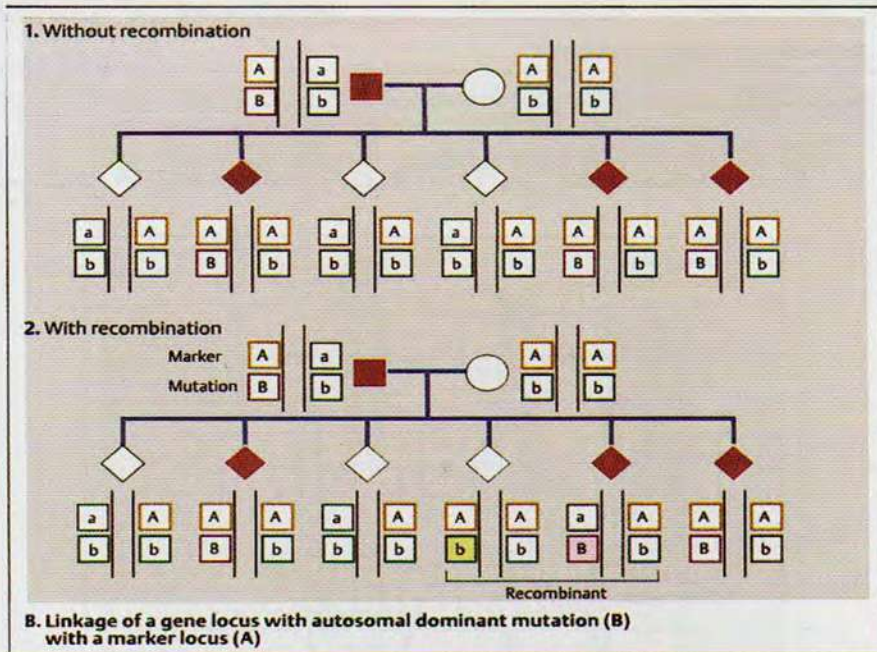 1. Without recombination
A a A A
B b b b
a A A A a A a A A A A A
b b B b b b b b B b B b
2. With recombination
Marker A a A A
Mutation B b b b
a A A A a A A A a A A A
b b B b b b b b B b B b
Recombinant
B. Linkage of a gene locus with autosomal dominant mutation (B)
with a marker locus (A)